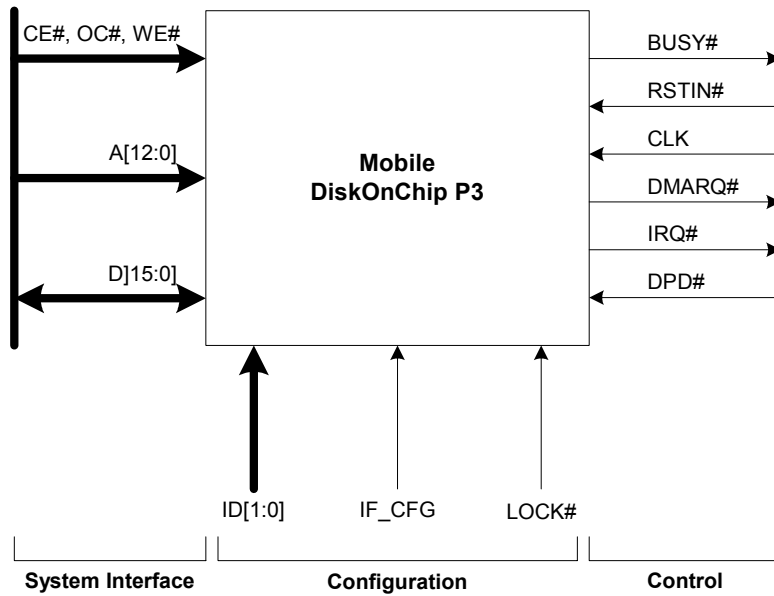 CE#, OC#, WE#
BUSY#
RSTIN#
A[12:0]
CLK
Mobile
DiskOnChip P3
DMARQ#
IRQ#
D]15:0]
DPD#
ID[1:0]
IF_CFG
LOCK#
System Interface
Configuration
Control